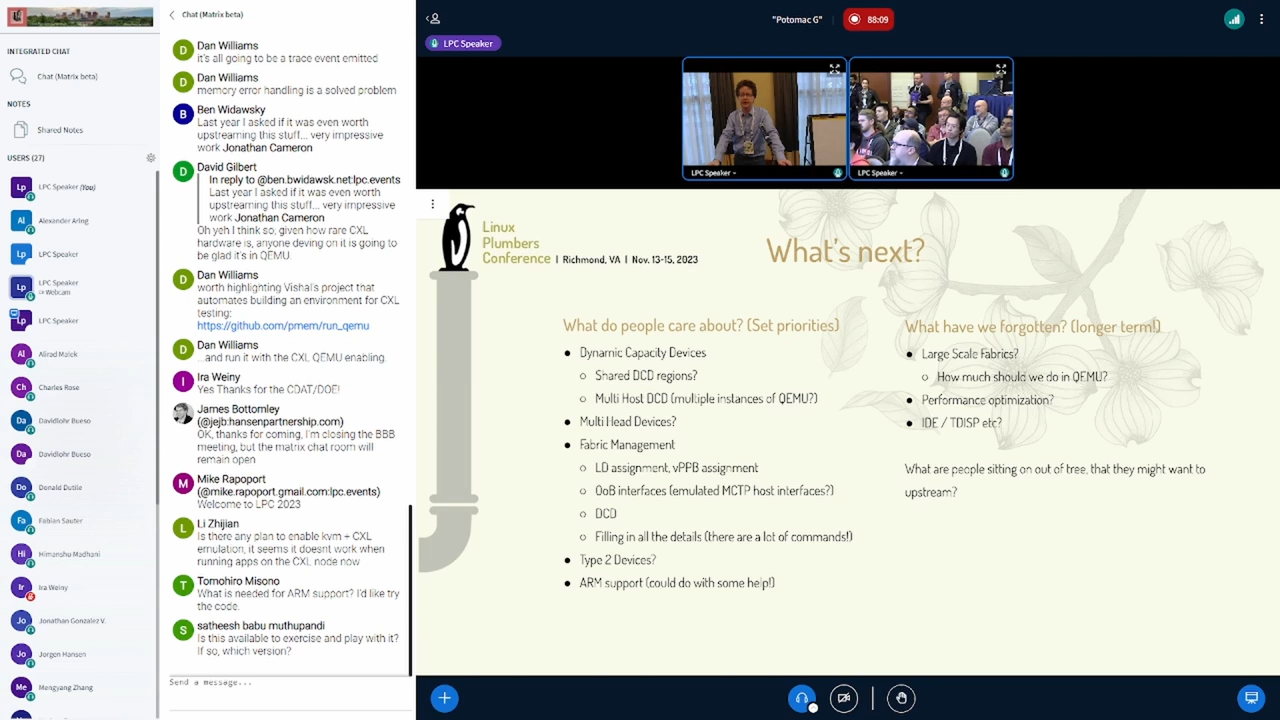 INTEGRATED CHAT
Chat (Matrix beta)
NOTES
Shared Notes
USERS (27)
Lp LPC Speaker (You)
Al Alexander Aring
Lp LPC Speaker
Lp LPC Speaker
Webcam
Lp LPC Speaker
Al Alirad Malek
Ch Charles Rose
Da Davidlohr Bueso
Da Davidlohr Bueso
Do Donald Dutile
Fa Fabian Sauter
Hi Himanshu Madhani
Ir Ira Weiny
Jo Jonathan Gonzalez V.
Jo Jorgen Hansen
Me Mengyang Zhang
Chat (Matrix beta)
D Dan Williams
it's all going to be a trace event emitted
D Dan Williams
memory error handling is a solved problem
B Ben Widawsky
Last year I asked if it was even worth
upstreaming this stuff... very impressive
work Jonathan Cameron
D David Gilbert
In reply to @ben.bwidawsk.net:lpc.events
Last year I asked if it was even worth
upstreaming this stuff... very impressive
work Jonathan Cameron
Oh yeh I think so, given how rare CXL
hardware is, anyone deving on it is going to
be glad it's in QEMU.
D Dan Williams
worth highlighting Vishal's project that
automates building an environment for CXL
testing:
https://github.com/pmem/run_qemu
D Dan Williams
...and run it with the CXL QEMU enabling.
I Ira Weiny
Yes Thanks for the CDAT/DOE!
James Bottomley
(@jejb:hansenpartnership.com)
OK, thanks for coming, I'm closing the BBB
meeting, but the matrix chat room will
remain open
M Mike Rapoport
(@mike.rapoport.gmail.com:lpc.events)
Welcome to LPC 2023
L Li Zhijian
Is there any plan to enable kvm + CXL
emulation, it seems it doesnt work when
running apps on the CXL node now
T Tomohiro Misono
What is needed for ARM support? I'd like try
the code.
S satheesh babu muthupandi
Is this available to exercise and play with it?
If so, which version?
Send a message...
"Potomac G"
88:09
LPC Speaker
LPC Speaker
LPC Speaker
Linux
Plumbers
Conference | Richmond, VA | Nov. 13-15, 2023
What's next?
What do people care about? (Set priorities)
● Dynamic Capacity Devices
○ Shared DCD regions?
○ Multi Host DCD (multiple instances of QEMU?)
● Multi Head Devices?
● Fabric Management
○ LD assignment, vPPB assignment
○ OoB interfaces (emulated MCTP host interfaces?)
○ DCD
○ Filling in all the details (there are a lot of commands!)
● Type 2 Devices?
● ARM support (could do with some help!)
What have we forgotten? (longer term!)
● Large Scale Fabrics?
○ How much should we do in QEMU?
● Performance optimization?
● IDE / TDISP etc?
What are people sitting on out of tree, that they might want to
upstream?